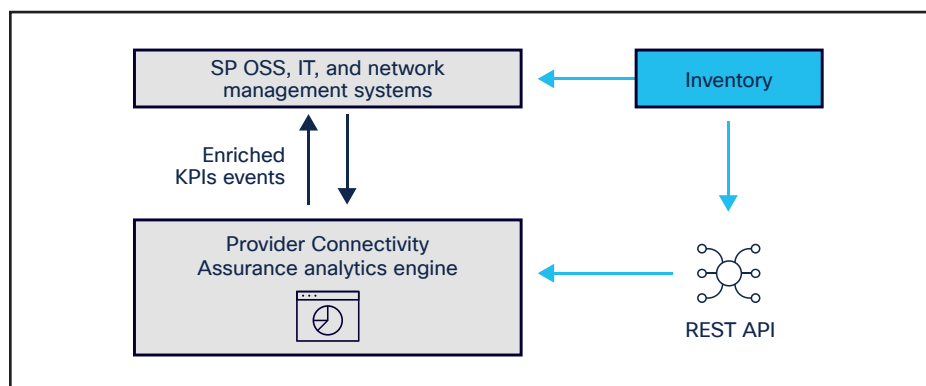 SP OSS, IT, and network
management systems
Inventory
Enriched
KPIs events
Provider Connectivity
Assurance analytics engine
REST API